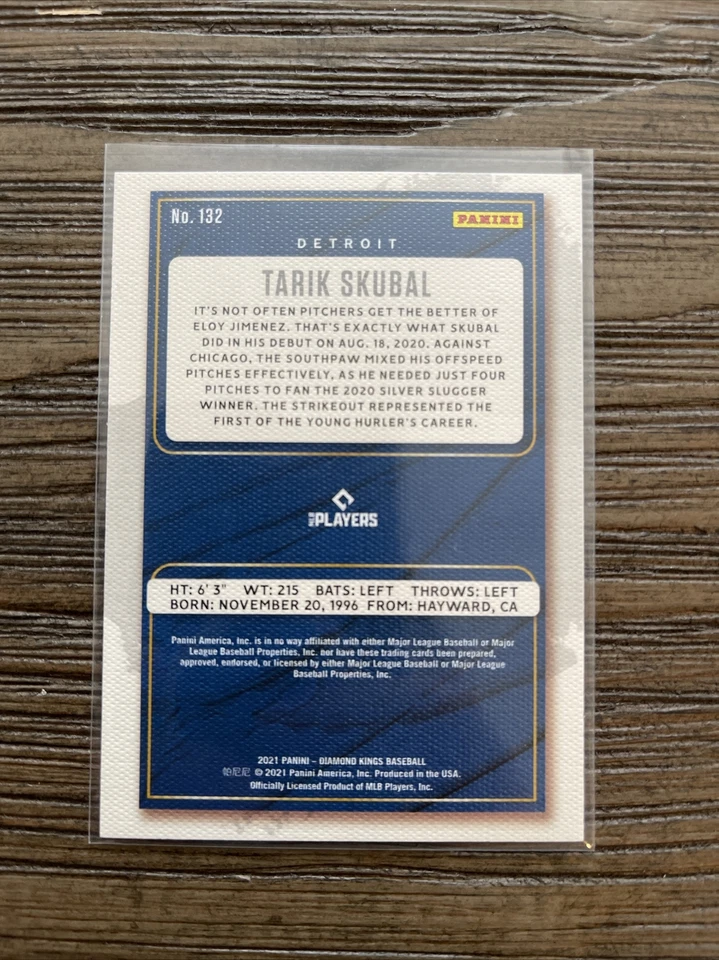 No. 132
PANINI
DETROIT
TARIK SKUBAL
IT'S NOT OFTEN PITCHERS GET THE BETTER OF
ELOY JIMENEZ. THAT'S EXACTLY WHAT SKUBAL
DID IN HIS DEBUT ON AUG. 18, 2020. AGAINST
CHICAGO, THE SOUTHPAW MIXED HIS OFFSPEED
PITCHES EFFECTIVELY, AS HE NEEDED JUST FOUR
PITCHES TO FAN THE 2020 SILVER SLUGGER
WINNER. THE STRIKEOUT REPRESENTED THE
FIRST OF THE YOUNG HURLER'S CAREER.
MLB PLAYERS
HT: 6' 3" WT: 215 BATS: LEFT THROWS: LEFT
BORN: NOVEMBER 20, 1996 FROM: HAYWARD, CA
Panini America, Inc. is in no way affiliated with either Major League Baseball or Major
League Baseball Properties, Inc. nor have these trading cards been prepared,
approved, endorsed, or licensed by either Major League Baseball or Major League
Baseball Properties, Inc.
2021 PANINI – DIAMOND KINGS BASEBALL
帕尼尼 © 2021 Panini America, Inc. Produced in the USA.
Officially Licensed Product of MLB Players, Inc.